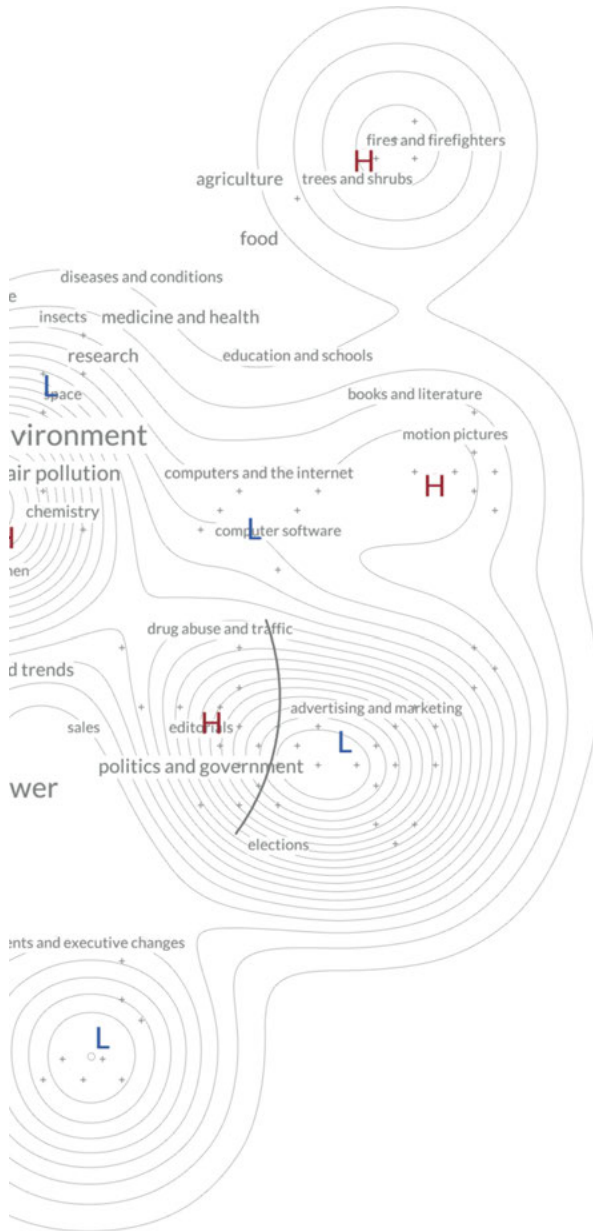 fires and firefighters
H
agriculture
trees and shrubs
food
diseases and conditions
e
insects
medicine and health
research
education and schools
L
space
books and literature
vironment
motion pictures
air pollution
computers and the internet
H
chemistry
L
computer software
H
nen
drug abuse and traffic
d trends
advertising and marketing
H
sales
editorials
L
politics and government
wer
elections
ents and executive changes
L